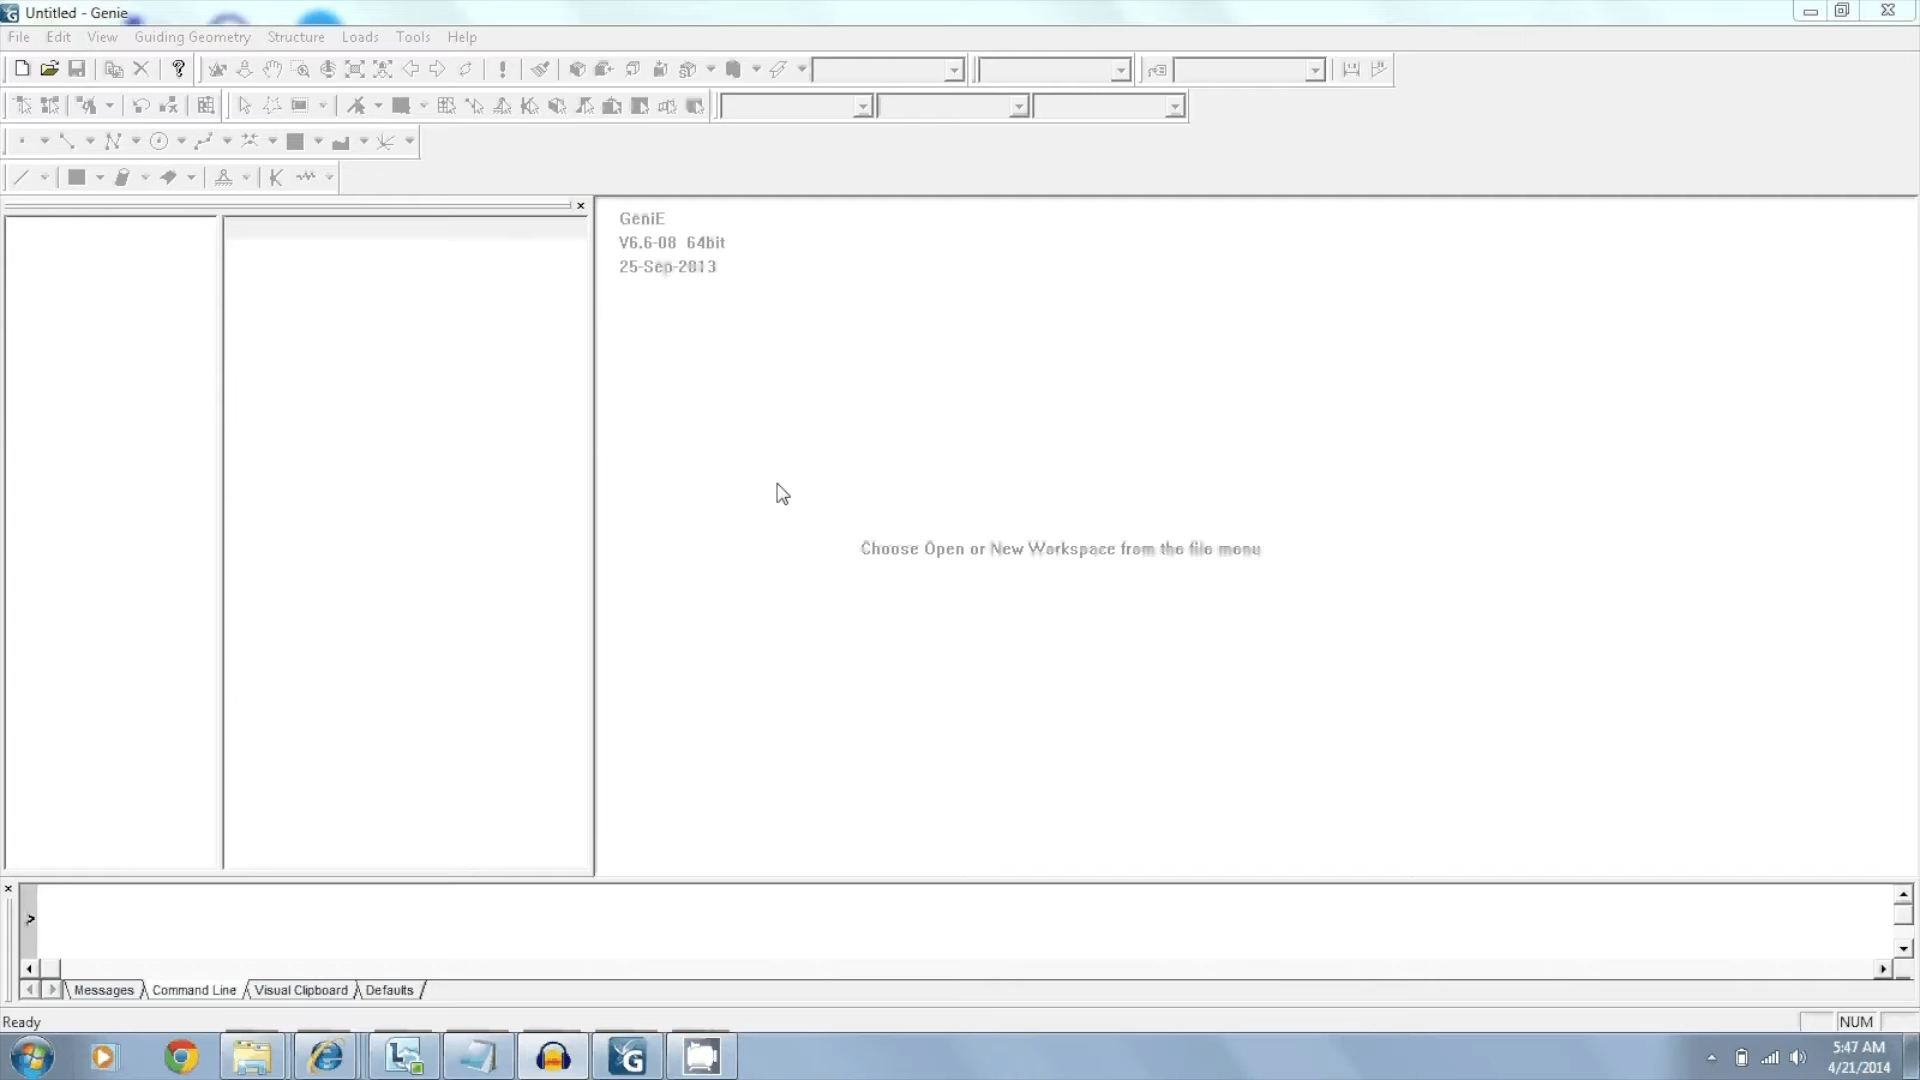 Untitled - Genie
File Edit View Guiding Geometry Structure Loads Tools Help
GeniE
V6.6-08 64bit
25-Sep-2013
Choose Open or New Workspace from the file menu
>
Messages Command Line Visual Clipboard Defaults
Ready
NUM
5:47 AM
4/21/2014